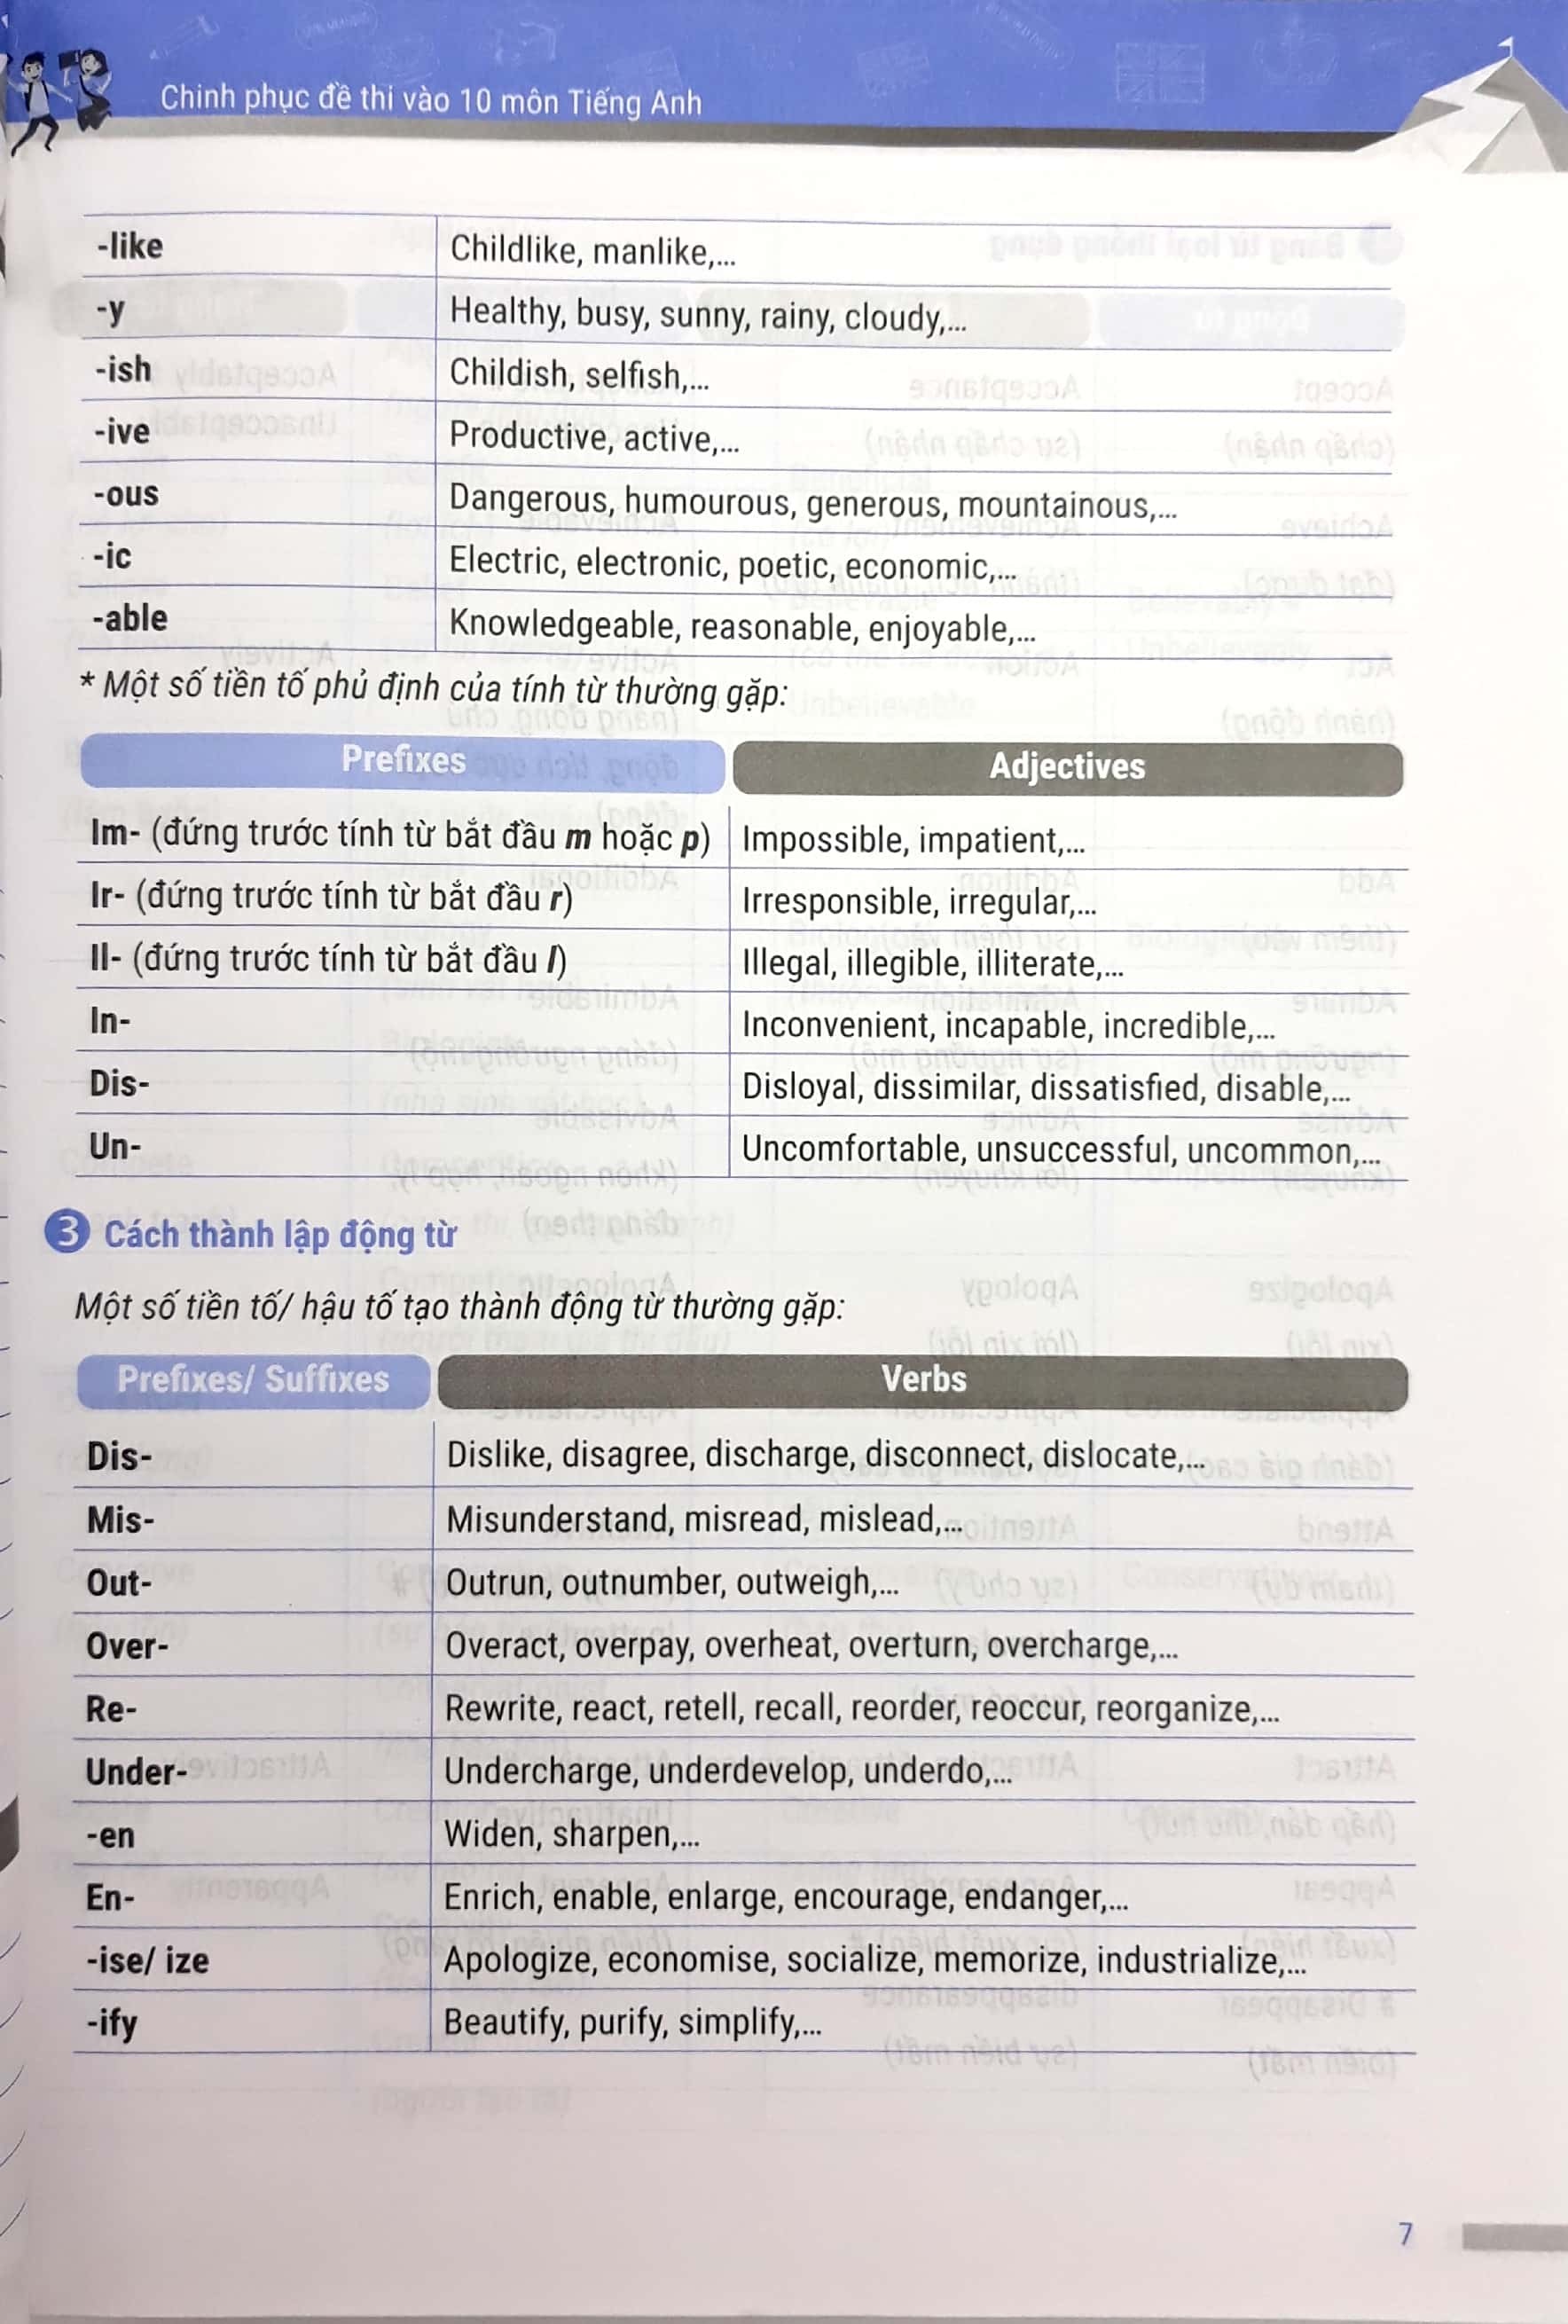 Chinh phục đề thi vào 10 môn Tiếng Anh
-like Childlike, manlike,...
-y Healthy, busy, sunny, rainy, cloudy,...
-ish Childish, selfish,...
-ive Productive, active,...
-ous Dangerous, humourous, generous, mountainous,...
-ic Electric, electronic, poetic, economic,...
-able Knowledgeable, reasonable, enjoyable,...
* Một số tiền tố phủ định của tính từ thường gặp:
Prefixes Adjectives
Im- (đứng trước tính từ bắt đầu m hoặc p) Impossible, impatient,...
Ir- (đứng trước tính từ bắt đầu r) Irresponsible, irregular,...
Il- (đứng trước tính từ bắt đầu l) Illegal, illegible, illiterate,...
In- Inconvenient, incapable, incredible,...
Dis- Disloyal, dissimilar, dissatisfied, disable,...
Un- Uncomfortable, unsuccessful, uncommon,...
3 Cách thành lập động từ
Một số tiền tố/ hậu tố tạo thành động từ thường gặp:
Prefixes/ Suffixes Verbs
Dis- Dislike, disagree, discharge, disconnect, dislocate,...
Mis- Misunderstand, misread, mislead,...
Out- Outrun, outnumber, outweigh,...
Over- Overact, overpay, overheat, overturn, overcharge,...
Re- Rewrite, react, retell, recall, reorder, reoccur, reorganize,...
Under- Undercharge, underdevelop, underdo,...
-en Widen, sharpen,...
En- Enrich, enable, enlarge, encourage, endanger,...
-ise/ ize Apologize, economise, socialize, memorize, industrialize,...
-ify Beautify, purify, simplify,...
7